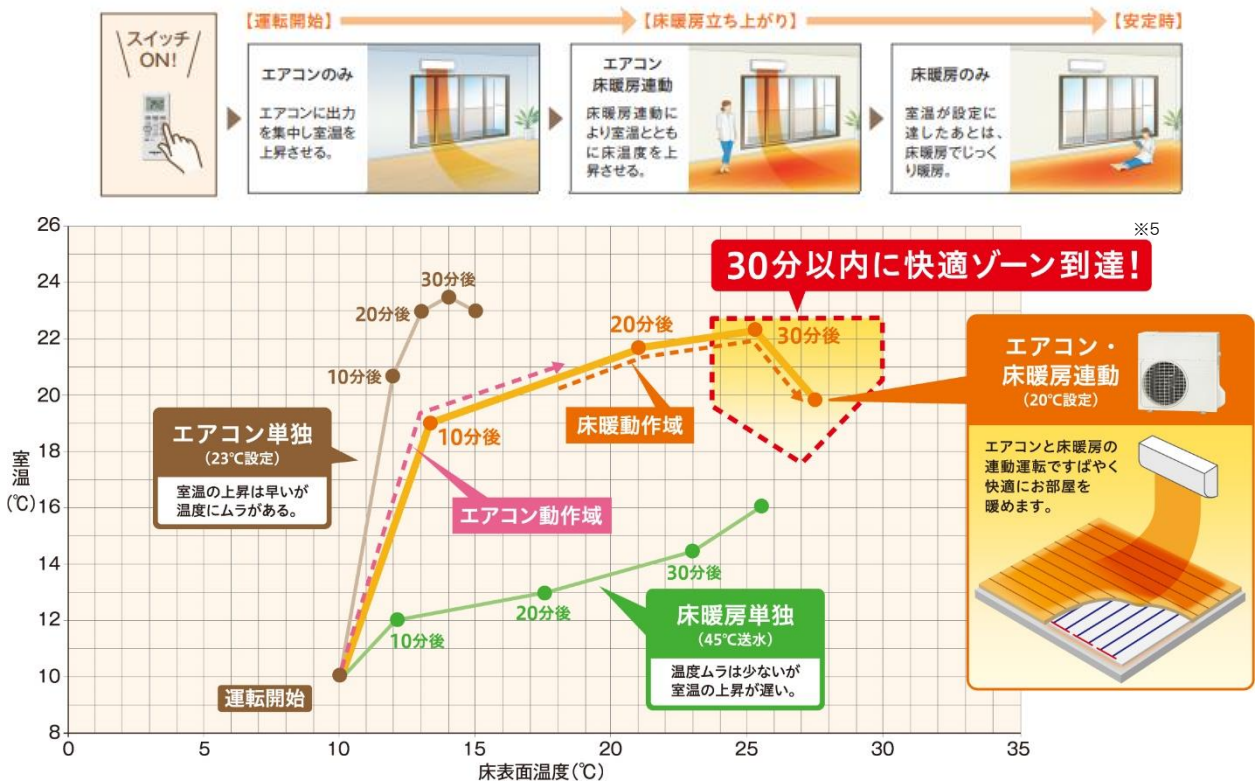 【運転開始】
【床暖房立ち上がり】
【安定時】
スイッチ
ON!
エアコンのみ
エアコンに出力
を集中し室温を
上昇させる。
エアコン
床暖房連動
床暖房連動に
より室温ととも
に床温度を上
昇させる。
床暖房のみ
室温が設定に
達したあとは、
床暖房でじっく
り暖房。
※5
30分以内に快適ゾーン到達!
26
24
22
20
18
16
14
12
10
8
室温
(℃)
0
5
10
15
20
25
30
35
床表面温度(℃)
30分後
20分後
10分後
エアコン単独
(23℃設定)
室温の上昇は早いが
温度にムラがある。
20分後
30分後
10分後
床暖動作域
エアコン動作域
運転開始
10分後
20分後
30分後
床暖房単独
(45℃送水)
温度ムラは少ないが
室温の上昇が遅い。
エアコン・
床暖房連動
(20℃設定)
エアコンと床暖房の
連動運転ですばやく
快適にお部屋を
暖めます。